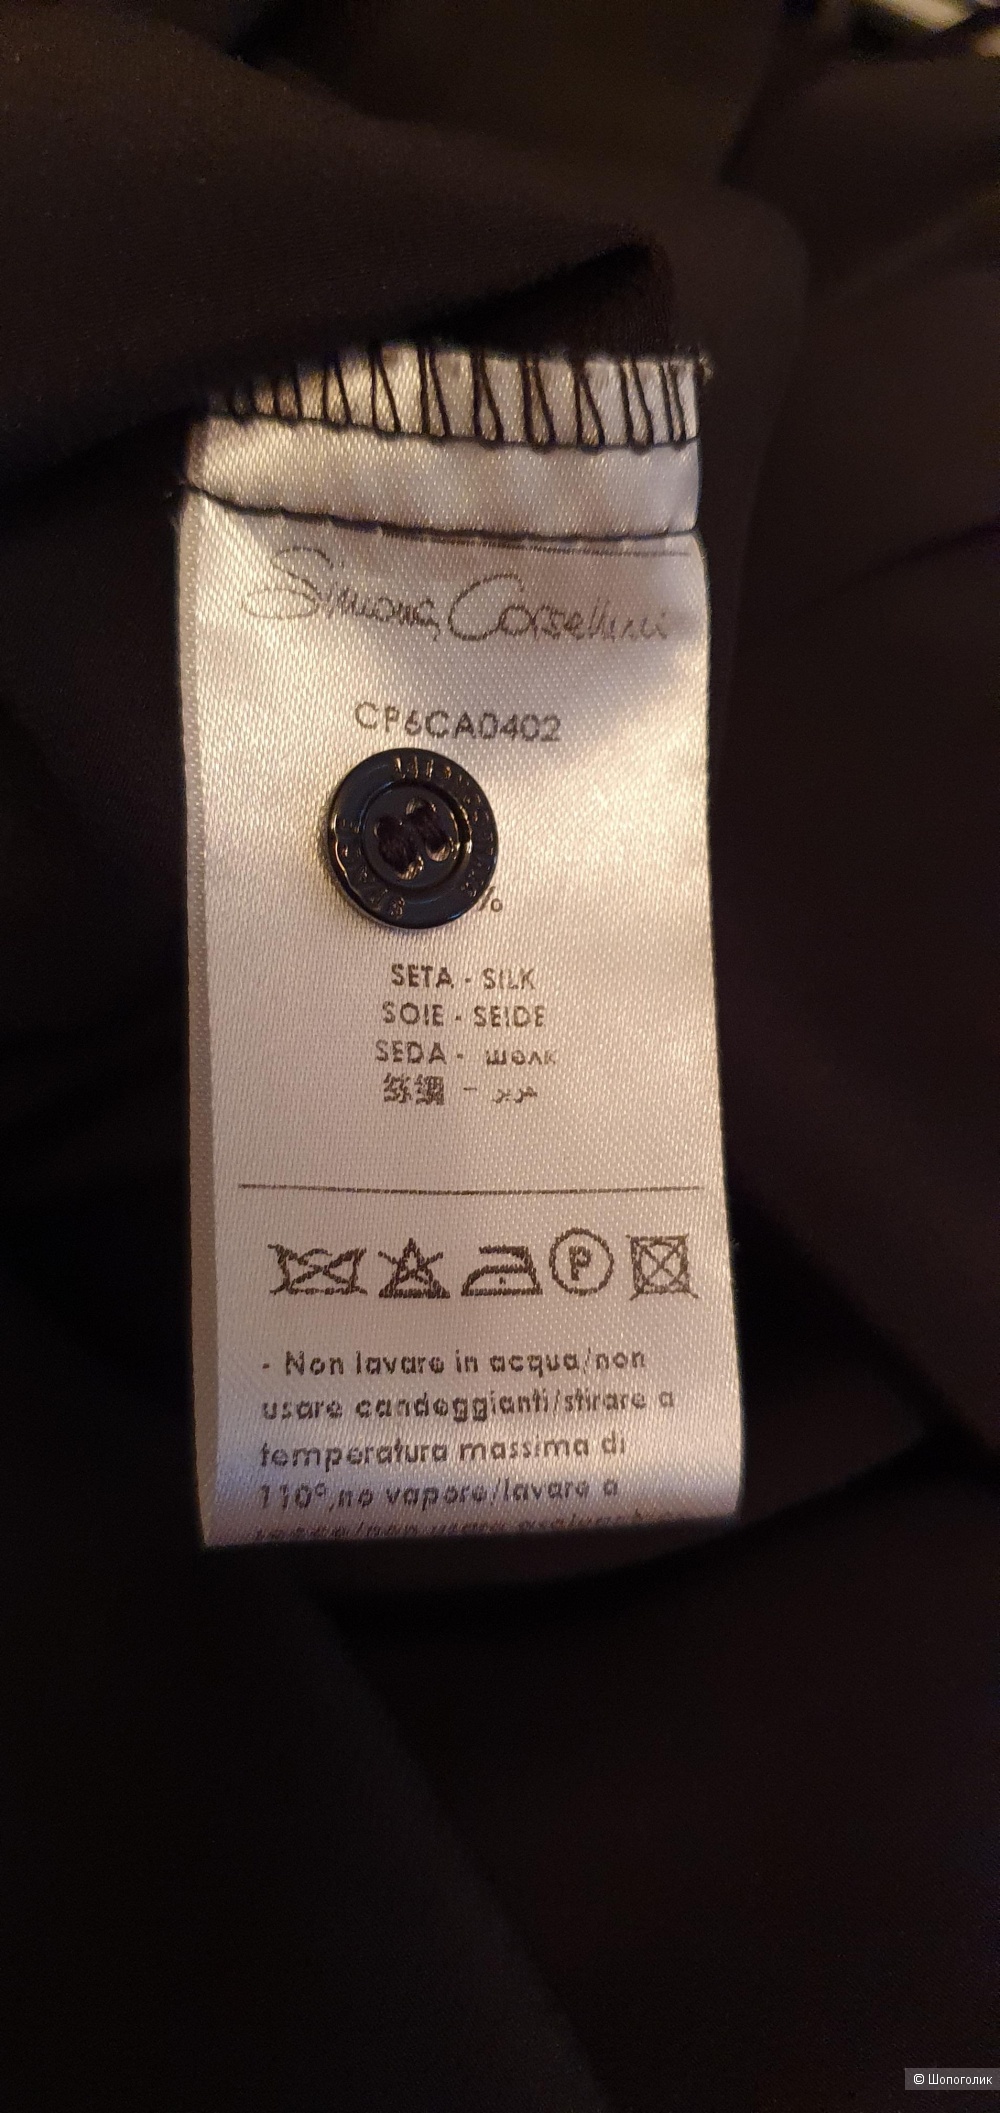 Simona Corsellini
CP6CA0402
%
SETA - SILK
SOIE - SEIDE
SEDA - шелк
丝绸 - حرير
P
- Non lavare in acqua/non
usare candeggianti/stirare a
temperatura massima di
110°,no vapore/lavare a
© Шопоголик